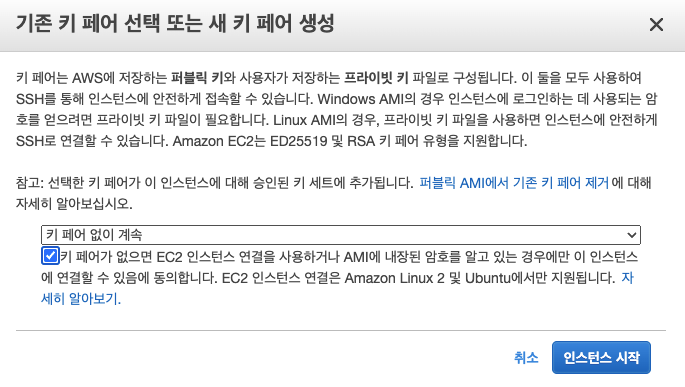 기존 키 페어 선택 또는 새 키 페어 생성
키 페어는 AWS에 저장하는 퍼블릭 키와 사용자가 저장하는 프라이빗 키 파일로 구성됩니다. 이 둘을 모두 사용하여
SSH를 통해 인스턴스에 안전하게 접속할 수 있습니다. Windows AMI의 경우 인스턴스에 로그인하는 데 사용되는 암
호를 얻으려면 프라이빗 키 파일이 필요합니다. Linux AMI의 경우, 프라이빗 키 파일을 사용하면 인스턴스에 안전하게
SSH로 연결할 수 있습니다. Amazon EC2는 ED25519 및 RSA 키 페어 유형을 지원합니다.
참고: 선택한 키 페어가 이 인스턴스에 대해 승인된 키 세트에 추가됩니다. 퍼블릭 AMI에서 기존 키 페어 제거 에 대해
자세히 알아보십시오.
키 페어 없이 계속
키 페어가 없으면 EC2 인스턴스 연결을 사용하거나 AMI에 내장된 암호를 알고 있는 경우에만 이 인스턴스
에 연결할 수 있음에 동의합니다. EC2 인스턴스 연결은 Amazon Linux 2 및 Ubuntu에서만 지원됩니다. 자
세히 알아보기.
취소 인스턴스 시작